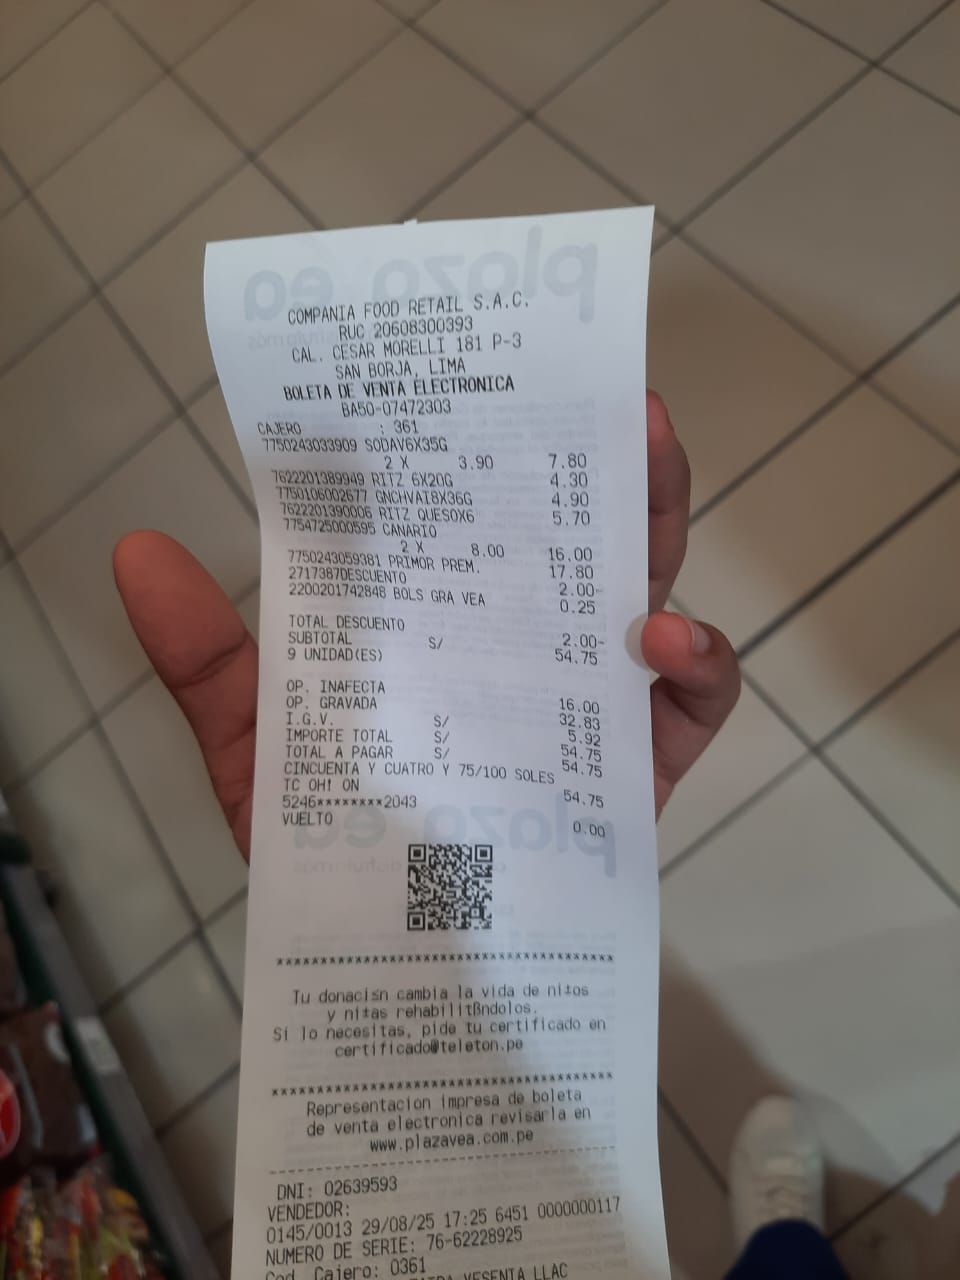 plaza vea
COMPANIA FOOD RETAIL S.A.C.
RUC 20608300393
CAL. CESAR MORELLI 181 P-3
SAN BORJA, LIMA
BOLETA DE VENTA ELECTRONICA
BA50-07472303
CAJERO : 361
7750243033909 SODAV6X35G
2 X 3.90 7.80
7622201389949 RITZ 6X20G 4.30
7750106002677 GNCHVAI8X36G 4.90
7622201390006 RITZ QUESOX6 5.70
7754725000595 CANARIO
2 X 8.00 16.00
7750243059381 PRIMOR PREM. 17.80
2717387DESCUENTO 2.00-
2200201742848 BOLS GRA VEA 0.25
TOTAL DESCUENTO 2.00-
SUBTOTAL S/ 54.75
9 UNIDAD(ES)
OP. INAFECTA 16.00
OP. GRAVADA 32.83
I.G.V. S/ 5.92
IMPORTE TOTAL S/ 54.75
TOTAL A PAGAR S/ 54.75
CINCUENTA Y CUATRO Y 75/100 SOLES
TC OH! ON 54.75
5246********2043
VUELTO 0.00
plaza vea
****************************************
Tu donacisn cambia la vida de ni±os
y ni±as rehabilitßndolos.
Si lo necesitas, pide tu certificado en
certificado@teleton.pe
****************************************
Representacion impresa de boleta
de venta electronica revisarla en
www.plazavea.com.pe
----------------------------------------
DNI: 02639593
VENDEDOR:
0145/0013 29/08/25 17:25 6451 0000000117
NUMERO DE SERIE: 76-62228925
Cod. Cajero: 0361
YESENIA LLAC